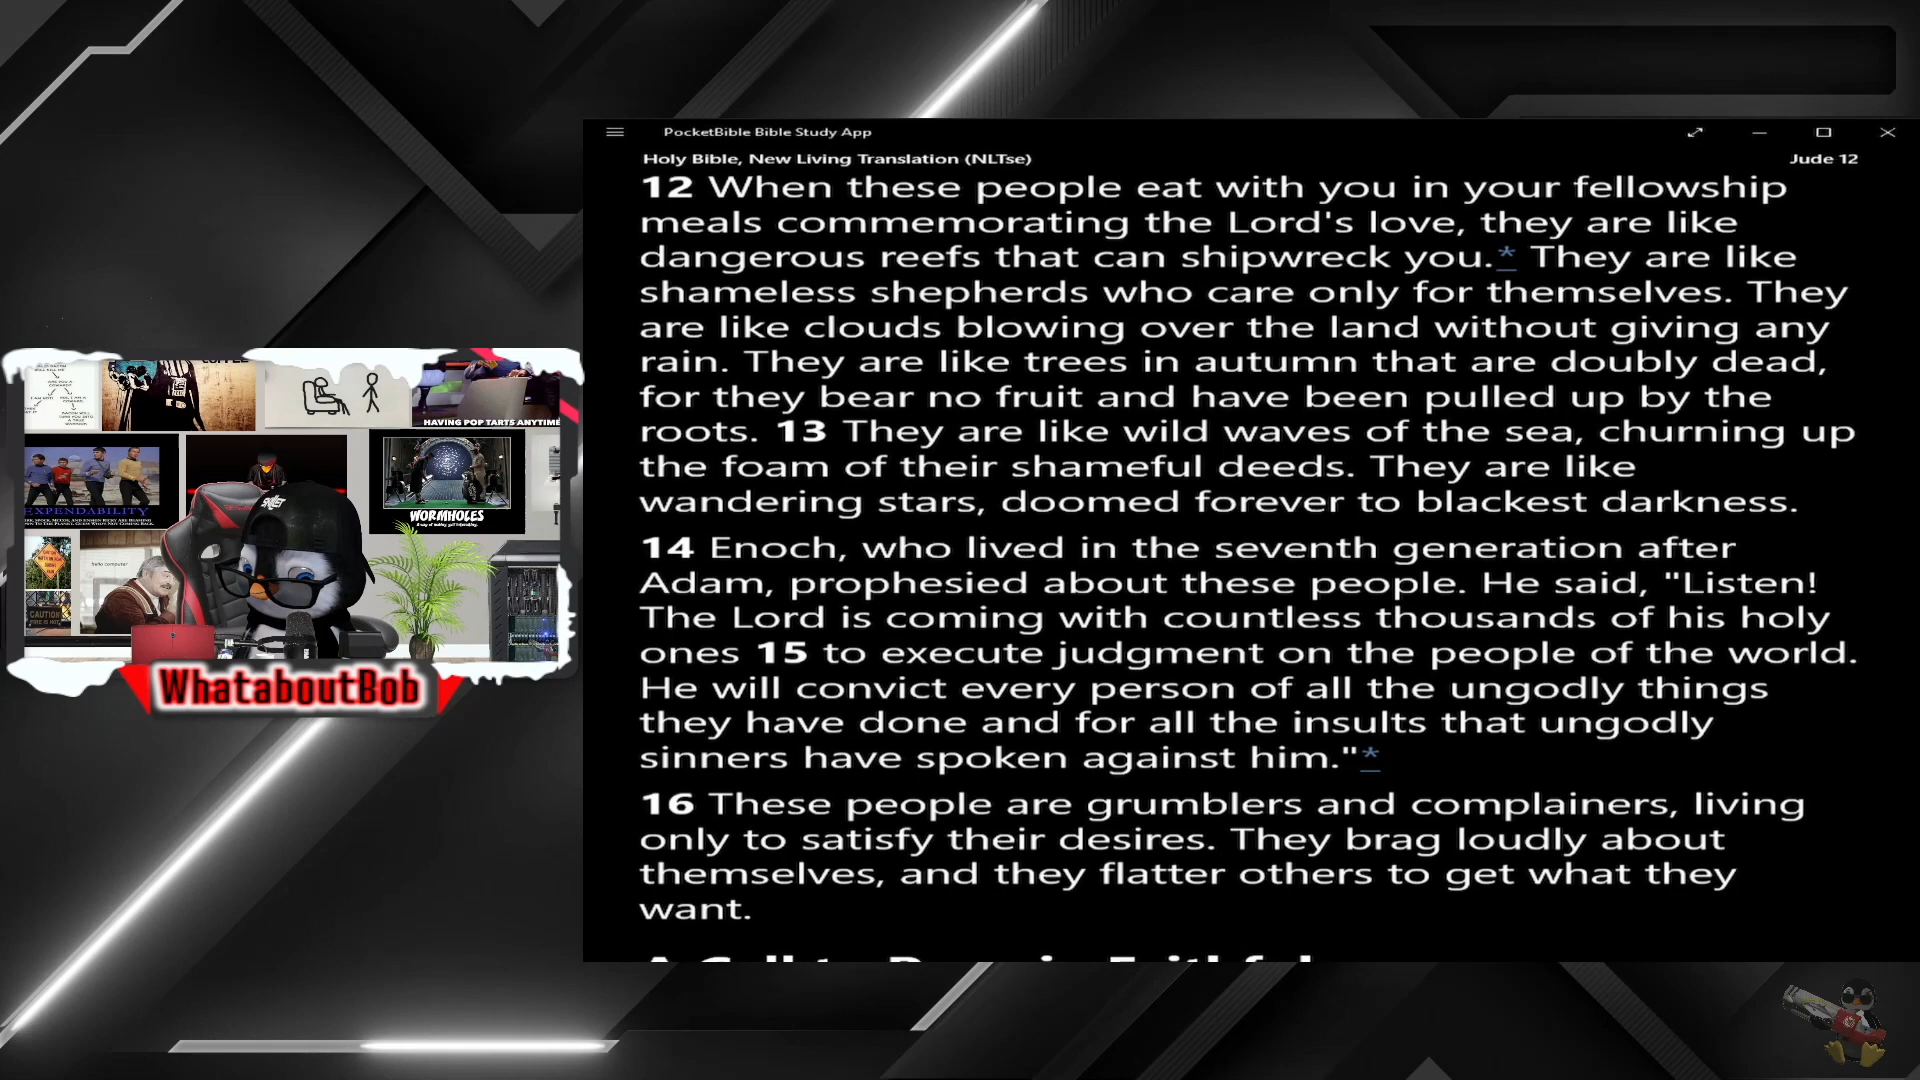 PocketBible Bible Study App
Holy Bible, New Living Translation (NLTse)
Jude 12
12 When these people eat with you in your fellowship
meals commemorating the Lord's love, they are like
dangerous reefs that can shipwreck you.* They are like
shameless shepherds who care only for themselves. They
are like clouds blowing over the land without giving any
rain. They are like trees in autumn that are doubly dead,
for they bear no fruit and have been pulled up by the
roots. 13 They are like wild waves of the sea, churning up
the foam of their shameful deeds. They are like
wandering stars, doomed forever to blackest darkness.
14 Enoch, who lived in the seventh generation after
Adam, prophesied about these people. He said, "Listen!
The Lord is coming with countless thousands of his holy
ones 15 to execute judgment on the people of the world.
He will convict every person of all the ungodly things
they have done and for all the insults that ungodly
sinners have spoken against him."*
16 These people are grumblers and complainers, living
only to satisfy their desires. They brag loudly about
themselves, and they flatter others to get what they
want.
HAVING POP TARTS ANYTIME
EXPENDABILITY
WORMHOLES
hello computer
CAUTION
WhataboutBob